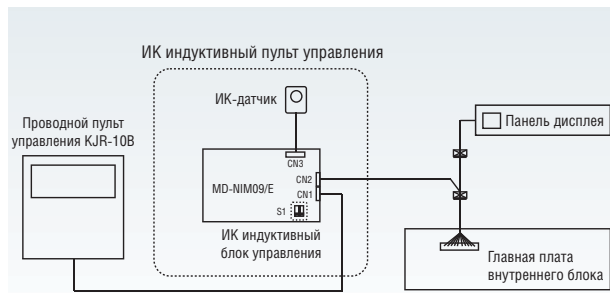 ИК индуктивный пульт управления
ИК-датчик
Проводной пульт
управления KJR-10B
Панель дисплея
CN3
MD-NIM09/E
CN2
CN1
S1
ИК индуктивный
блок управления
Главная плата
внутреннего блока